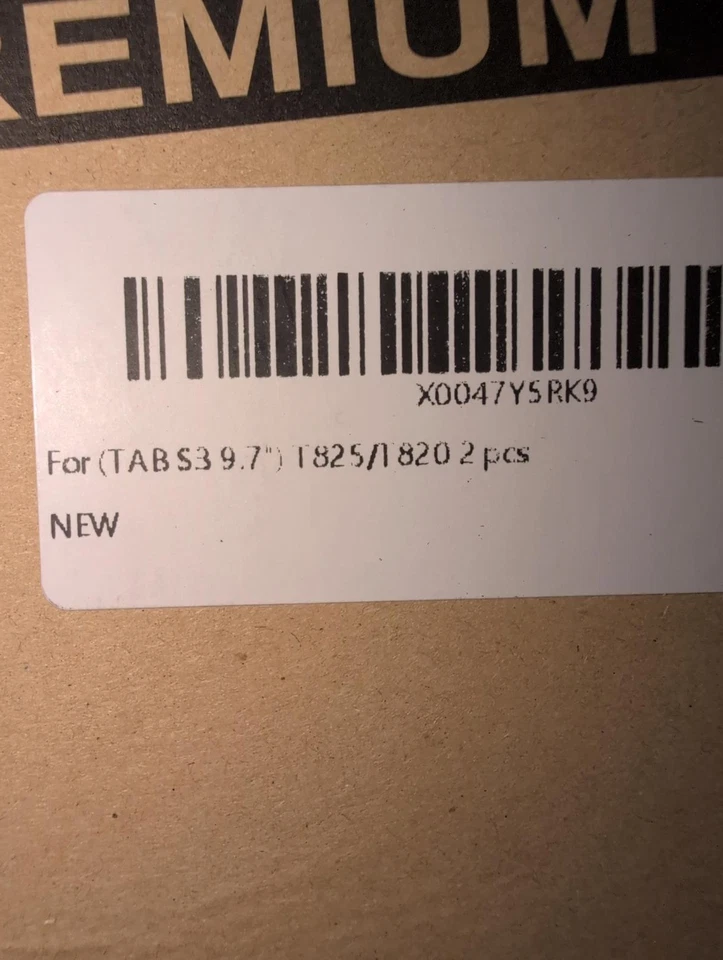 REMIUM
X0047Y5RK9
For (TAB S3 9.7") T825/T820 2 pcs
NEW